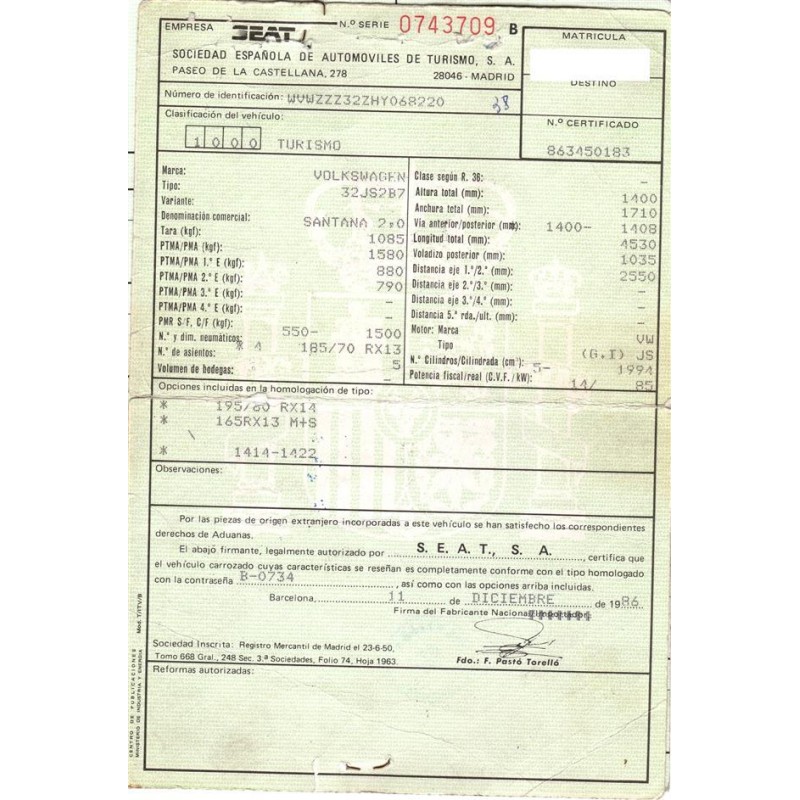 EMPRESA SEAT N.º SERIE 0743709 B
SOCIEDAD ESPAÑOLA DE AUTOMOVILES DE TURISMO, S. A.
PASEO DE LA CASTELLANA, 278 28046 - MADRID
MATRICULA
DESTINO
Número de identificación: WVWZZZ32ZHY068220 38
Clasificación del vehículo:
1000 TURISMO
N.º CERTIFICADO
863450183
Marca: VOLKSWAGEN
Tipo: 32JS2B7
Variante:
Denominación comercial: SANTANA 2,0
Tara (kgf): 1085
PTMA/PMA (kgf): 1580
PTMA/PMA 1.º E (kgf): 880
PTMA/PMA 2.º E (kgf): 790
PTMA/PMA 3.º E (kgf): –
PTMA/PMA 4.º E (kgf): –
PMR S/F, C/F (kgf): 550- 1500
N.º y dim. neumáticos: * 4 185/70 RX13
N.º de asientos: 5
Volumen de bodegas: –
Clase según R. 36: –
Altura total (mm): 1400
Anchura total (mm): 1710
Via anterior/posterior (mm): 1400- 1408
Longitud total (mm): 4530
Voladizo posterior (mm): 1035
Distancia eje 1.º/2.º (mm): 2550
Distancia eje 2.º/3.º (mm): –
Distancia eje 3.º/4.º (mm): –
Distancia 5.ª rda./ult. (mm): –
Motor: Marca VW
Tipo (G.I) JS
N.º Cilindros/Cilindrada (cm³): 5- 1994
Potencia fiscal/real (C.V.F. / kW): 14/ 85
Opciones incluidas en la homologación de tipo:
* 195/60 RX14
* 165RX13 M+S
* 1414-1422
Observaciones:
Por las piezas de origen extranjero incorporadas a este vehículo se han satisfecho los correspondientes
derechos de Aduanas.
El abajo firmante, legalmente autorizado por S. E. A. T., S. A. , certifica que
el vehículo carrozado cuyas características se reseñan es completamente conforme con el tipo homologado
con la contraseña B-0734 , así como con las opciones arriba incluidas.
Barcelona, 11 de DICIEMBRE de 1986
Firma del Fabricante Nacional/Importador
Sociedad Inscrita: Registro Mercantil de Madrid el 23-6-50,
Tomo 668 Gral., 248 Sec. 3.ª Sociedades, Folio 74, Hoja 1963.
Fdo.: F. Pastó Torelló
Reformas autorizadas:
CENTRO DE PUBLICACIONES
MINISTERIO DE INDUSTRIA Y ENERGIA
Mod. T/ITV/B